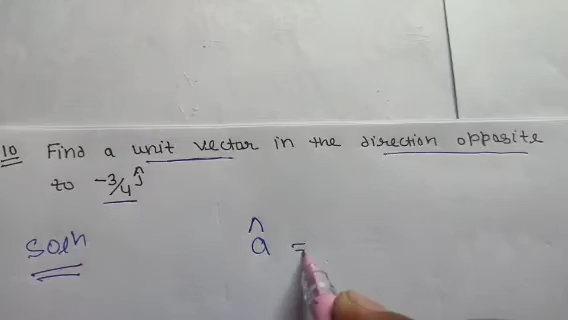 10 Find a unit vector in the direction opposite
to -3/4 ĵ
Soln
â =